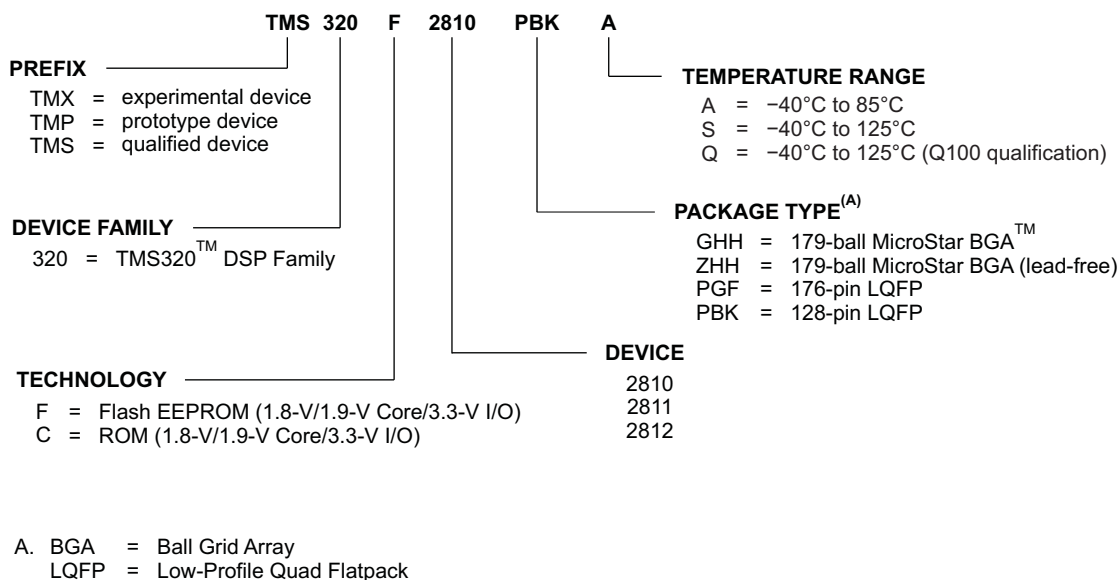 TMS 320 F 2810 PBK A
PREFIX
TMX = experimental device
TMP = prototype device
TMS = qualified device
TEMPERATURE RANGE
A = −40°C to 85°C
S = −40°C to 125°C
Q = −40°C to 125°C (Q100 qualification)
DEVICE FAMILY
320 = TMS320™ DSP Family
PACKAGE TYPE(A)
GHH = 179-ball MicroStar BGA™
ZHH = 179-ball MicroStar BGA (lead-free)
PGF = 176-pin LQFP
PBK = 128-pin LQFP
TECHNOLOGY
F = Flash EEPROM (1.8-V/1.9-V Core/3.3-V I/O)
C = ROM (1.8-V/1.9-V Core/3.3-V I/O)
DEVICE
2810
2811
2812
A. BGA = Ball Grid Array
LQFP = Low-Profile Quad Flatpack